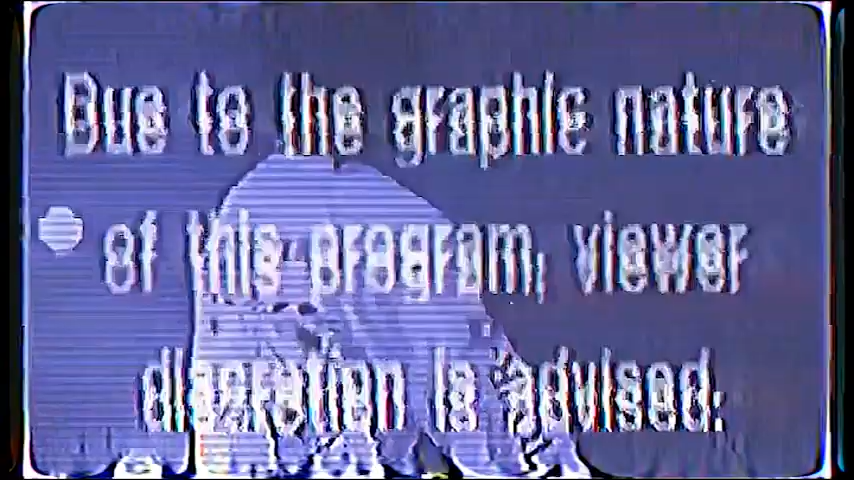 Due to the graphic nature
of this program, viewer
discretion is advised.